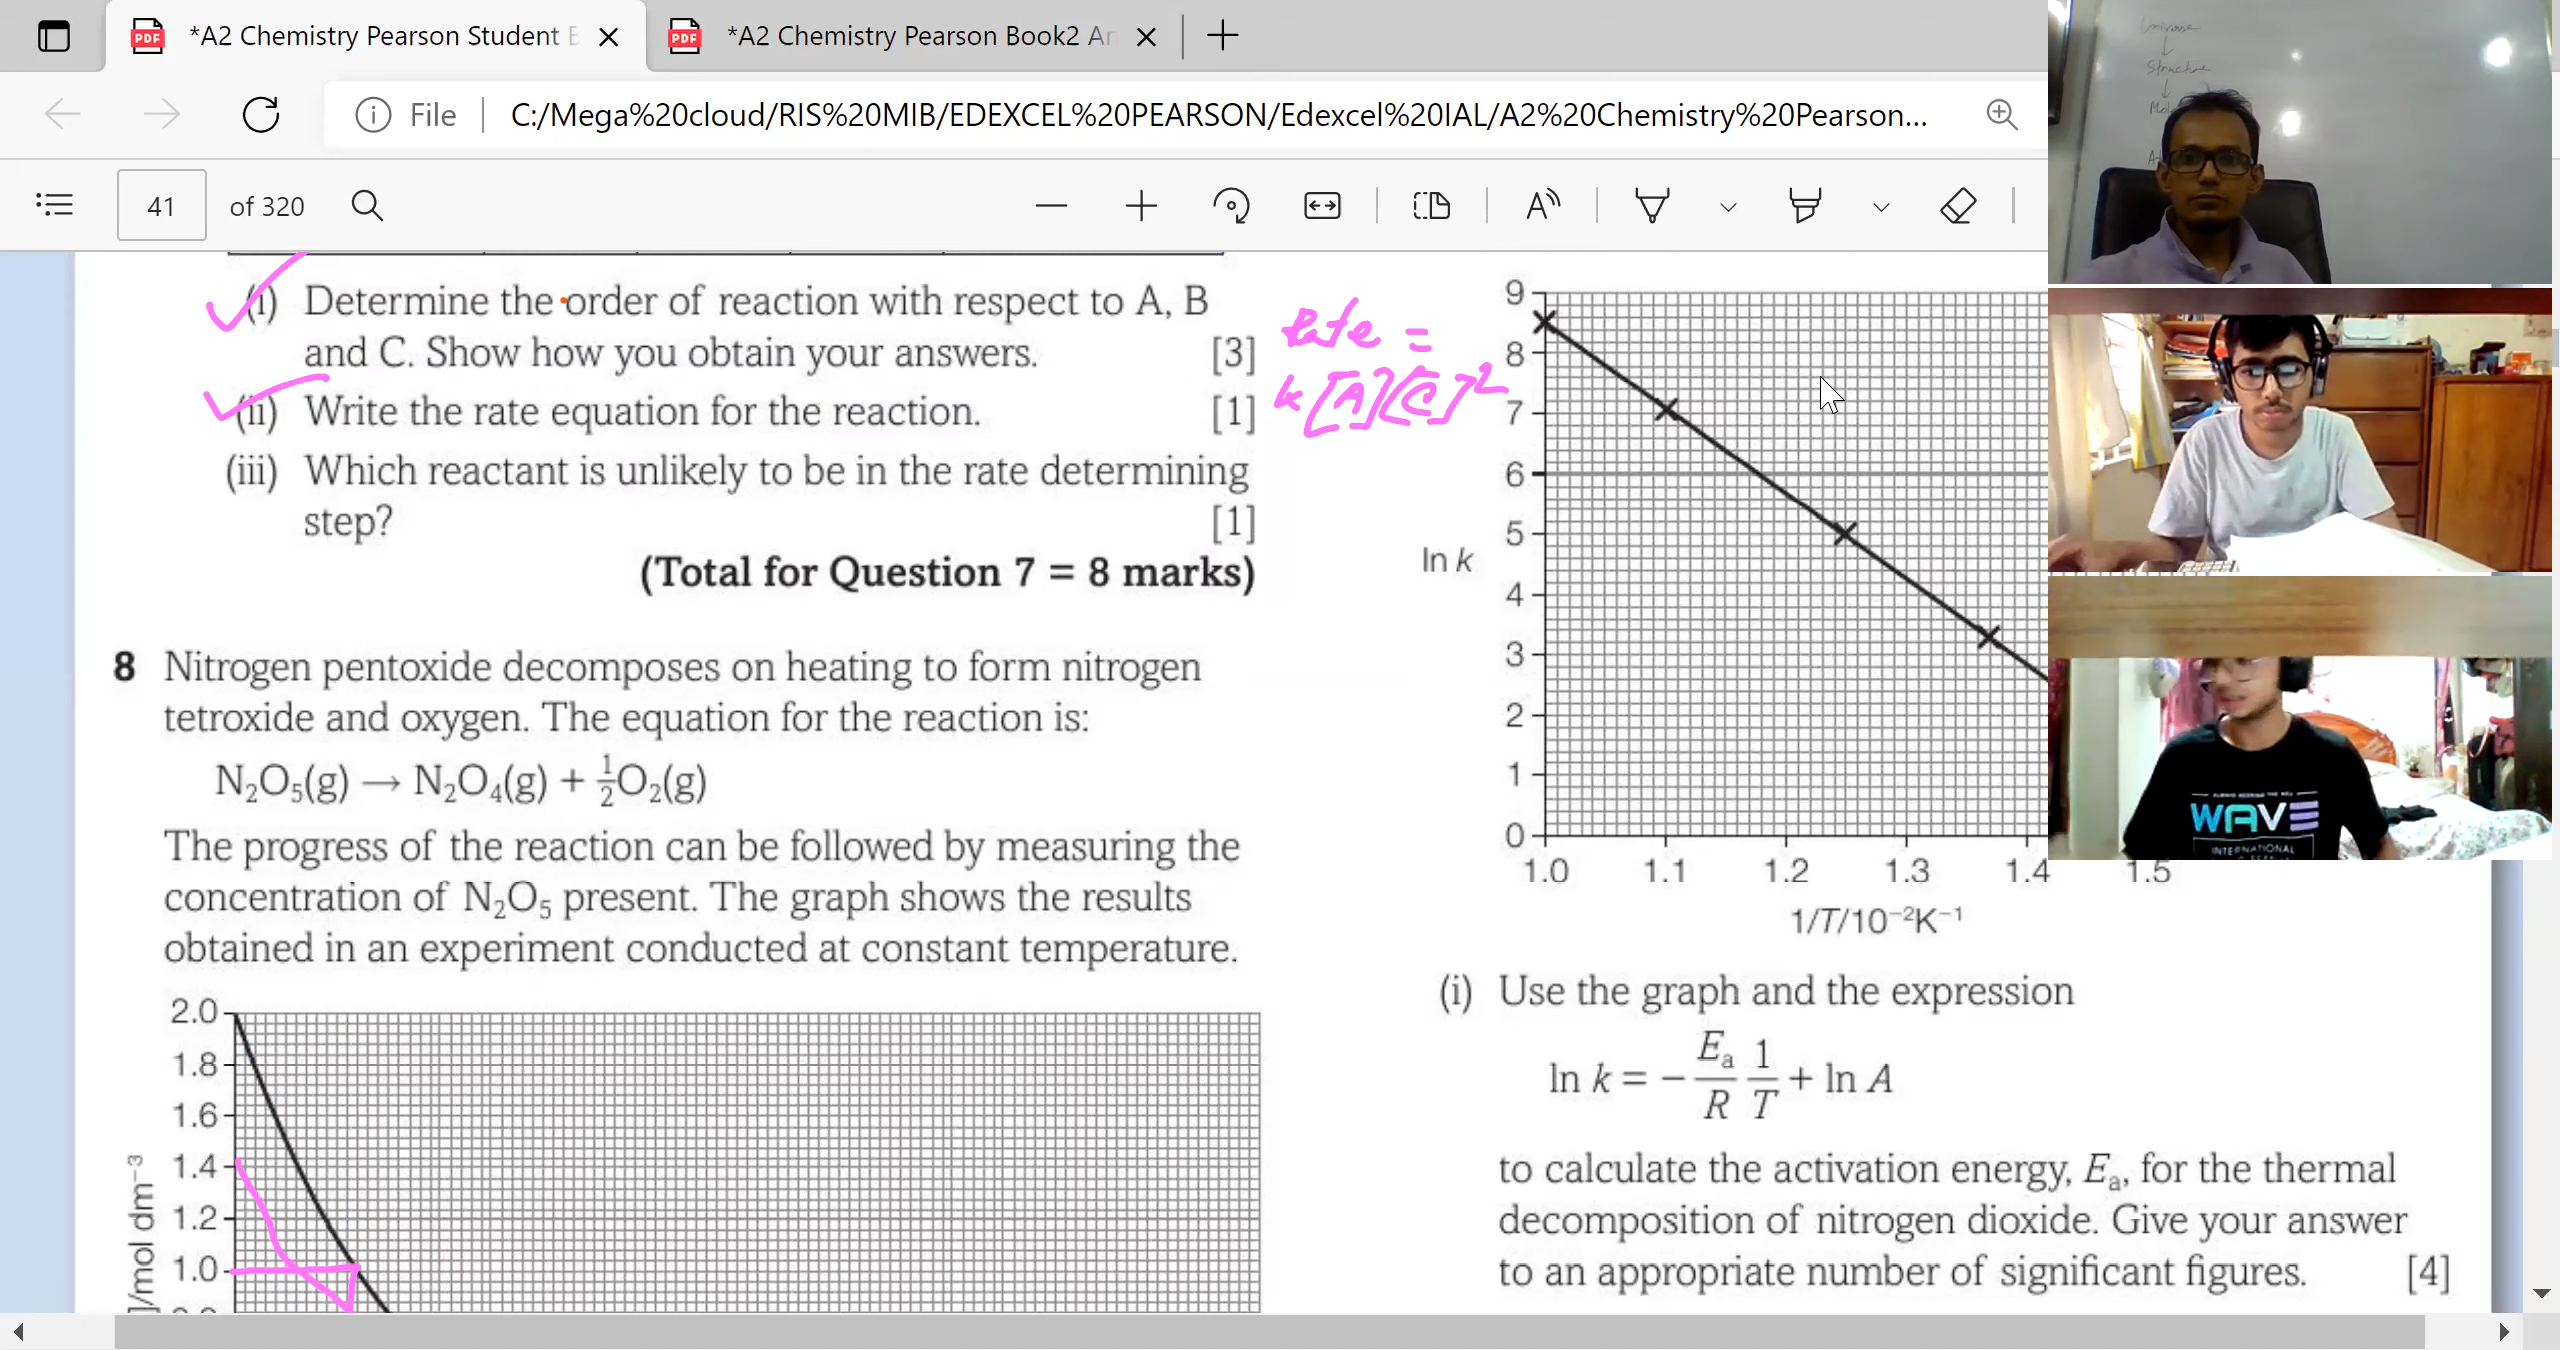 *A2 Chemistry Pearson Student B
*A2 Chemistry Pearson Book2 An
File
C:/Mega%20cloud/RIS%20MIB/EDEXCEL%20PEARSON/Edexcel%20IAL/A2%20Chemistry%20Pearson...
41 of 320
(i) Determine the order of reaction with respect to A, B
and C. Show how you obtain your answers. [3]
(ii) Write the rate equation for the reaction. [1]
(iii) Which reactant is unlikely to be in the rate determining
step? [1]
(Total for Question 7 = 8 marks)
8 Nitrogen pentoxide decomposes on heating to form nitrogen
tetroxide and oxygen. The equation for the reaction is:
N₂O₅(g) → N₂O₄(g) + ½O₂(g)
The progress of the reaction can be followed by measuring the
concentration of N₂O₅ present. The graph shows the results
obtained in an experiment conducted at constant temperature.
2.0
1.8
1.6
1.4
1.2
1.0
]/mol dm⁻³
Rate =
k[A][C]²
9
8
7
6
5
4
3
2
1
0
ln k
1.0 1.1 1.2 1.3 1.4 1.5
1/T/10⁻²K⁻¹
(i) Use the graph and the expression
ln k = − Eₐ/R 1/T + ln A
to calculate the activation energy, Eₐ, for the thermal
decomposition of nitrogen dioxide. Give your answer
to an appropriate number of significant figures. [4]
Universe
Structure
WAVE
INTERNATIONAL